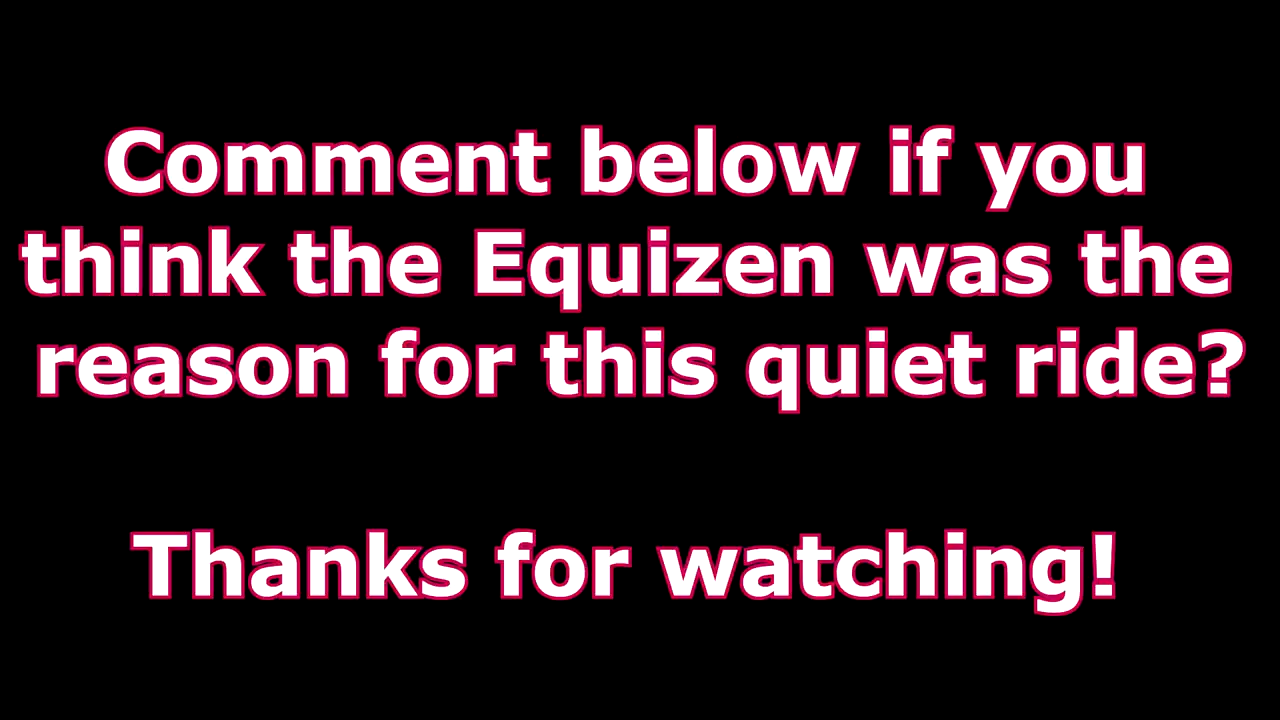 Comment below if you
think the Equizen was the
reason for this quiet ride?
Thanks for watching!